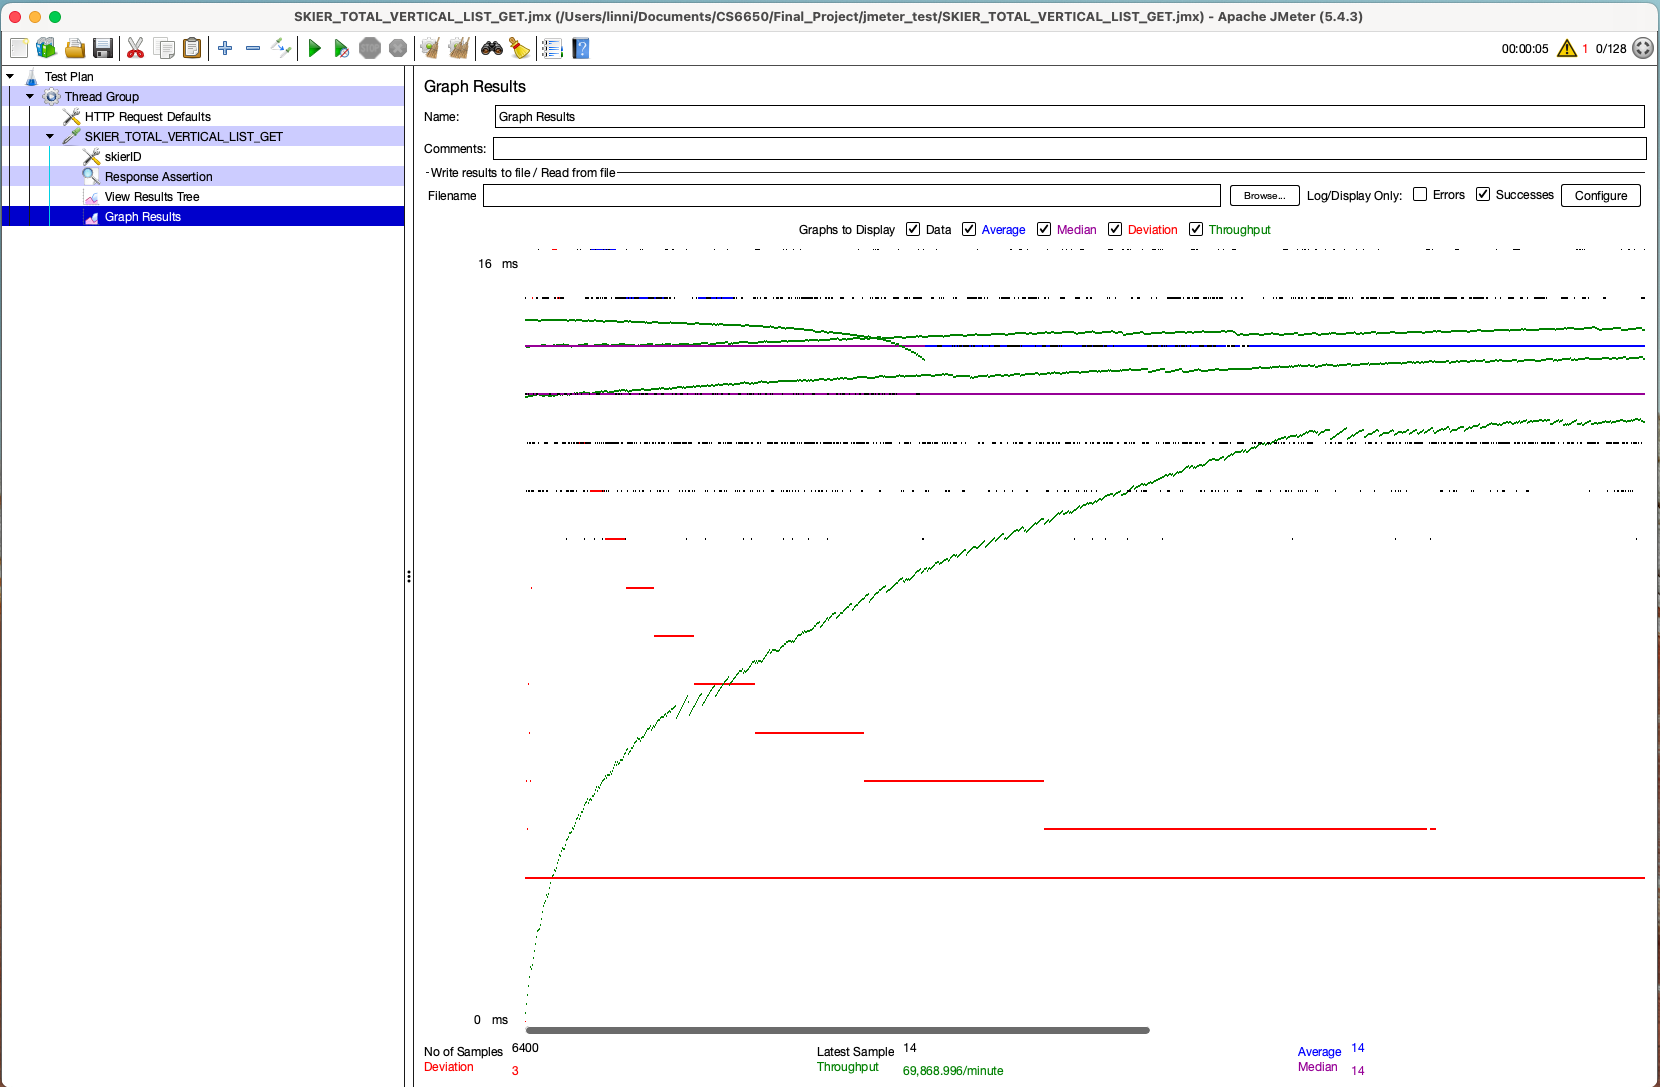 SKIER_TOTAL_VERTICAL_LIST_GET.jmx (/Users/linni/Documents/CS6650/Final_Project/jmeter_test/SKIER_TOTAL_VERTICAL_LIST_GET.jmx) - Apache JMeter (5.4.3)
STOP ? 00:00:05 1 0/128
Test Plan
Thread Group
HTTP Request Defaults
SKIER_TOTAL_VERTICAL_LIST_GET
skierID
Response Assertion
View Results Tree
Graph Results
Graph Results
Name: Graph Results
Comments:
Write results to file / Read from file
Filename Browse... Log/Display Only: Errors Successes Configure
Graphs to Display Data Average Median Deviation Throughput
16 ms
0 ms
No of Samples 6400 Latest Sample 14 Average 14
Deviation 3 Throughput 69,868.996/minute Median 14